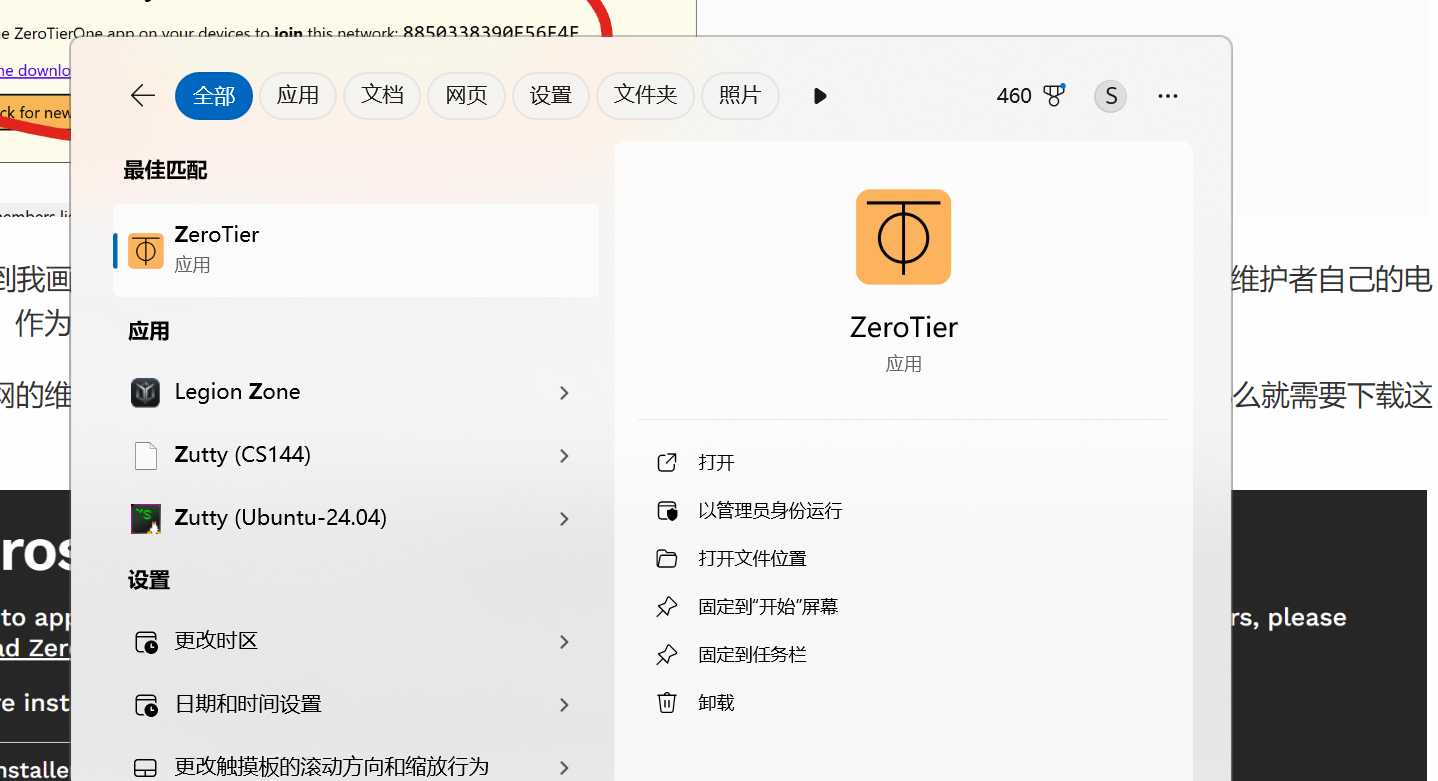 e ZeroTierOne app on your devices to join this network:
ne downlo
ck for new
members li
全部
应用
文档
网页
设置
文件夹
照片
460
S
最佳匹配
ZeroTier
应用
应用
Legion Zone
Zutty (CS144)
Zutty (Ubuntu-24.04)
设置
更改时区
日期和时间设置
更改触摸板的滚动方向和缩放行为
ZeroTier
应用
打开
以管理员身份运行
打开文件位置
固定到"开始"屏幕
固定到任务栏
卸载
到我画
维护者自己的电
作为
网的维
么就需要下载这
ros
to app
rs, please
ad Zero
re inst
nstaller